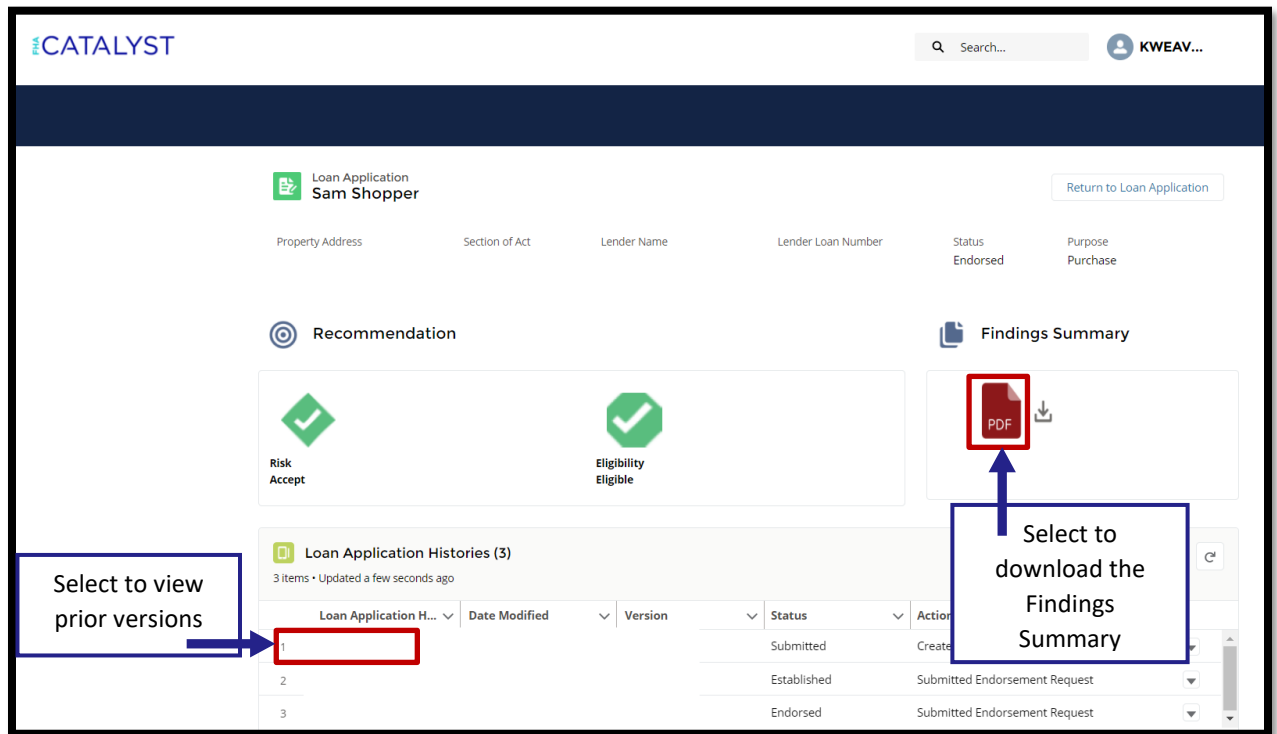 FHA CATALYST
Search...
KWEAV...
Loan Application
Sam Shopper
Return to Loan Application
Property Address Section of Act Lender Name Lender Loan Number Status Purpose
Endorsed Purchase
Recommendation
Findings Summary
PDF
Risk
Accept
Eligibility
Eligible
Select to
download the
Findings
Summary
Loan Application Histories (3)
3 items • Updated a few seconds ago
Select to view
prior versions
Loan Application H... Date Modified Version Status Action
1 Submitted Create
2 Established Submitted Endorsement Request
3 Endorsed Submitted Endorsement Request